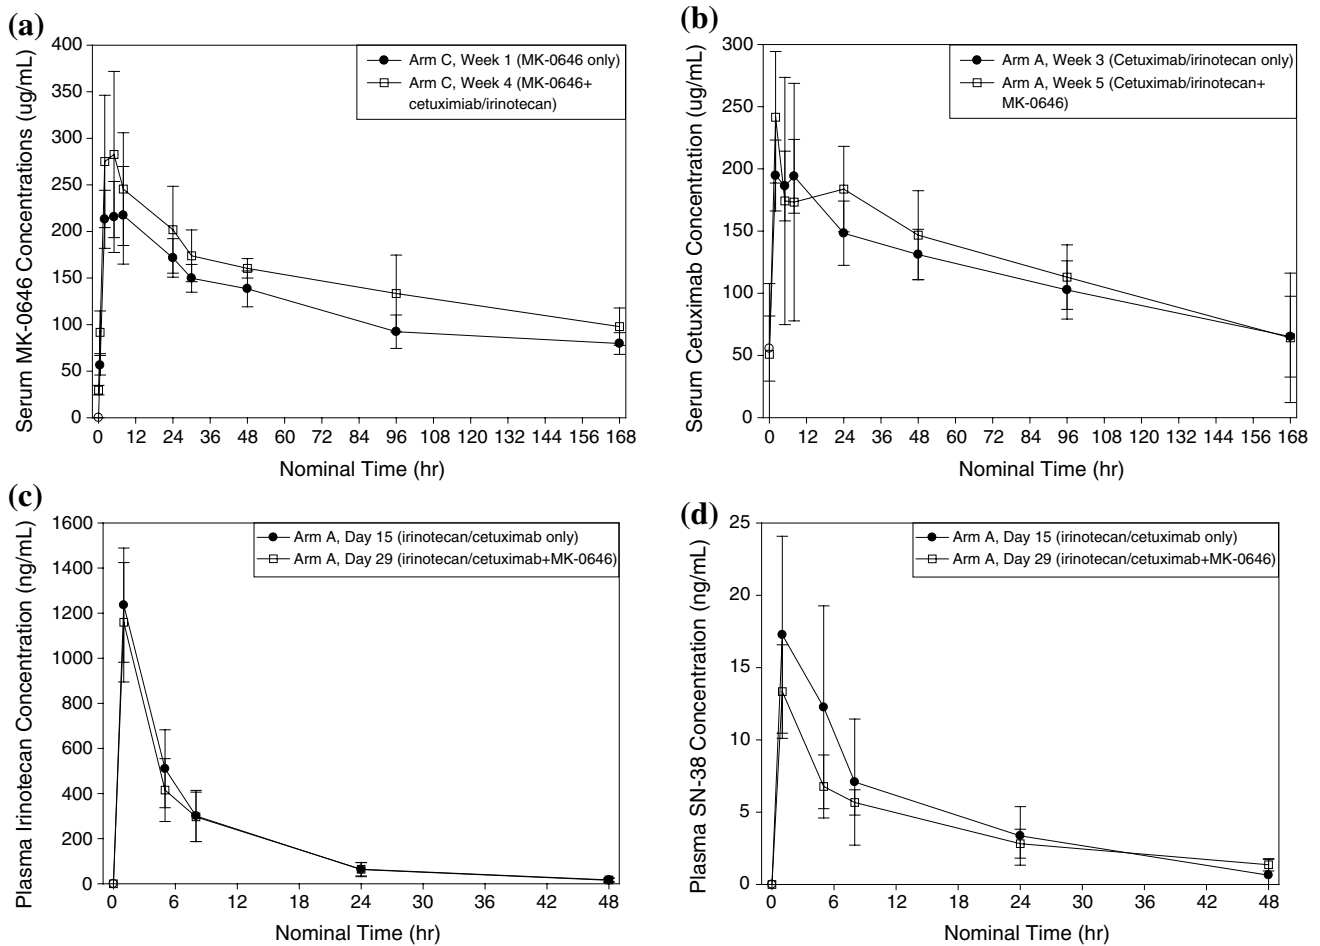 (a)
Serum MK-0646 Concentrations (ug/mL)
400
350
300
250
200
150
100
50
0
Arm C, Week 1 (MK-0646 only)
Arm C, Week 4 (MK-0646+
cetuximiab/irinotecan)
0 12 24 36 48 60 72 84 96 108 132 156 168
Nominal Time (hr)
(b)
Serum Cetuximab Concentration (ug/mL)
300
250
200
150
100
50
0
Arm A, Week 3 (Cetuximab/irinotecan only)
Arm A, Week 5 (Cetuximab/irinotecan+
MK-0646)
0 12 24 36 48 60 72 84 96 108 132 144 156 168
Nominal Time (hr)
(c)
Plasma Irinotecan Concentration (ng/mL)
1600
1400
1200
1000
800
600
400
200
0
Arm A, Day 15 (irinotecan/cetuximab only)
Arm A, Day 29 (irinotecan/cetuximab+MK-0646)
0 6 12 18 24 30 36 42 48
Nominal Time (hr)
(d)
Plasma SN-38 Concentration (ng/mL)
25
20
15
10
5
0
Arm A, Day 15 (irinotecan/cetuximab only)
Arm A, Day 29 (irinotecan/cetuximab+MK-0646)
0 6 12 18 24 30 36 42 48
Nominal Time (hr)